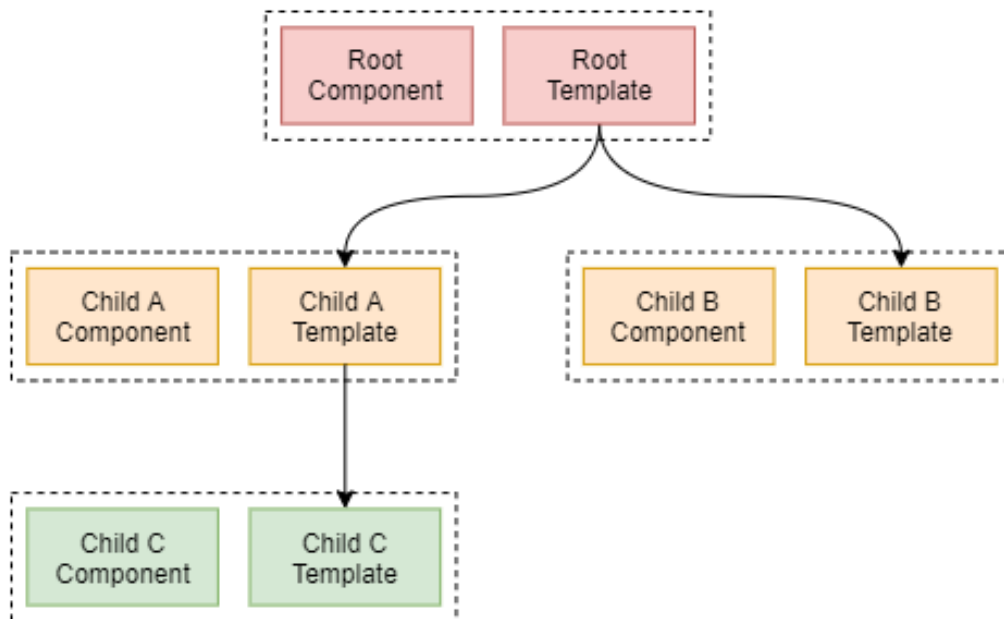 Root
Component
Root
Template
Child A
Component
Child A
Template
Child B
Component
Child B
Template
Child C
Component
Child C
Template